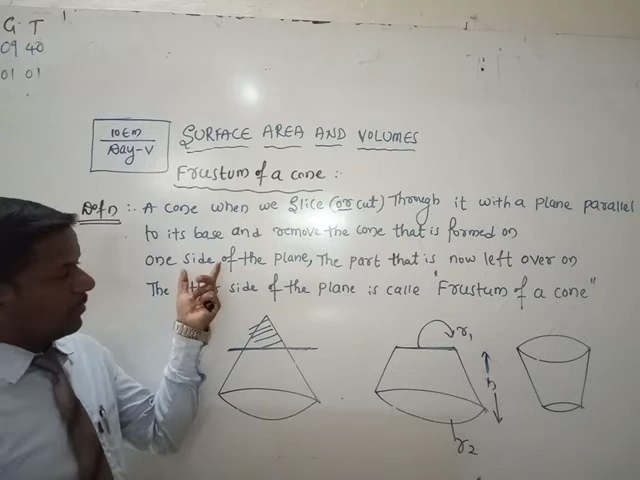 G T
09 40
01 01
10 EM
Day-V
SURFACE AREA AND VOLUMES
Frustum of a cone :-
Defn :- A cone when we slice (or cut) Through it with a plane parallel
to its base and remove the cone that is formed on
one side of the plane, The part that is now left over on
The side of the plane is calle "Frustum of a cone"
r1
h
r2